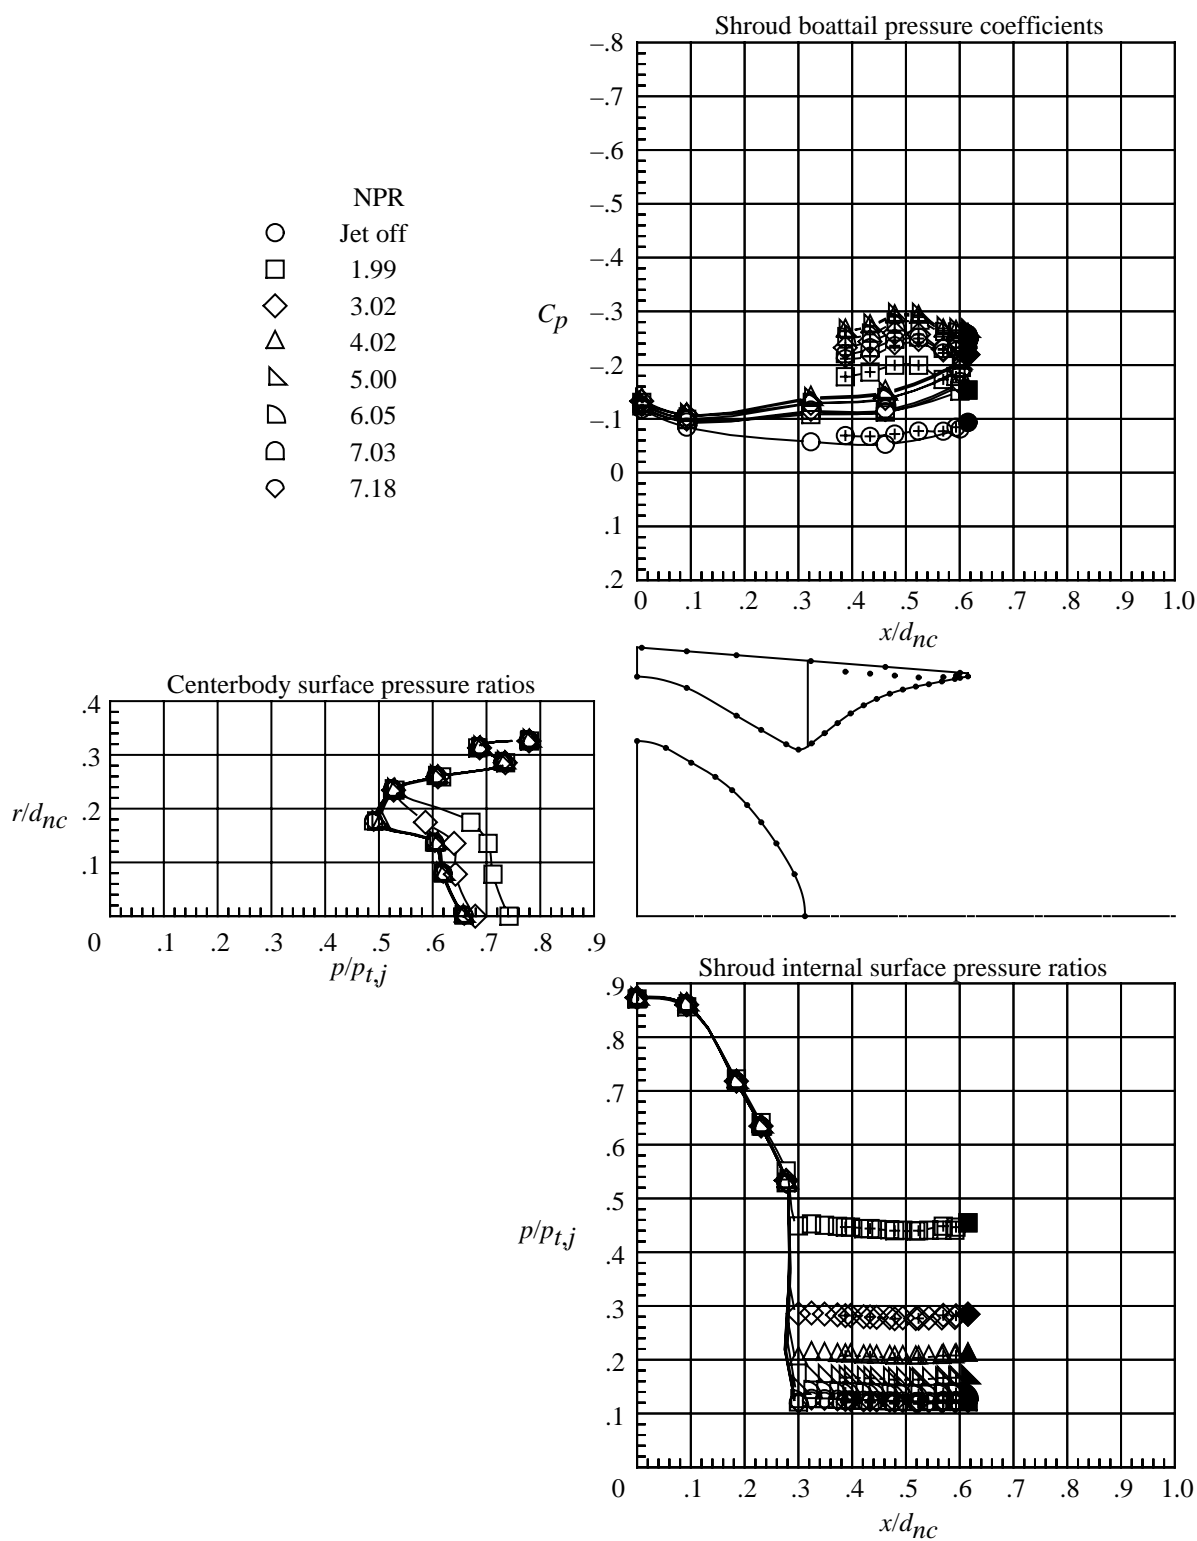 Shroud boattail pressure coefficients
–.8
–.7
–.6
–.5
–.4
–.3
–.2
–.1
0
.1
.2
C_p
0 .1 .2 .3 .4 .5 .6 .7 .8 .9 1.0
x/d_nc
NPR
Jet off
1.99
3.02
4.02
5.00
6.05
7.03
7.18
Centerbody surface pressure ratios
.4
.3
.2
.1
r/d_nc
0 .1 .2 .3 .4 .5 .6 .7 .8 .9
p/p_t,j
Shroud internal surface pressure ratios
.9
.8
.7
.6
.5
.4
.3
.2
.1
p/p_t,j
0 .1 .2 .3 .4 .5 .6 .7 .8 .9 1.0
x/d_nc